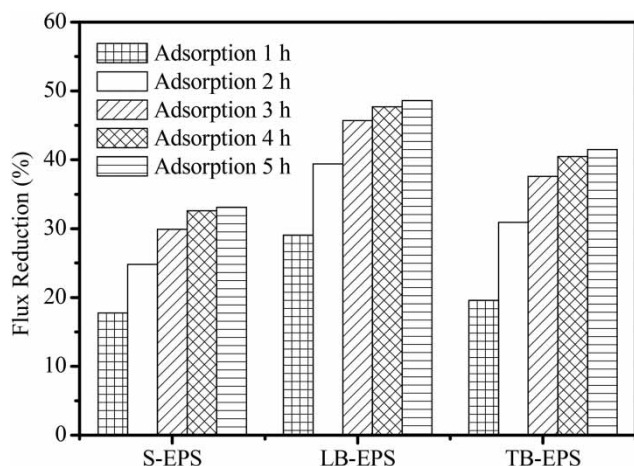 60
50
40
30
20
10
0
Flux Reduction (%)
Adsorption 1 h
Adsorption 2 h
Adsorption 3 h
Adsorption 4 h
Adsorption 5 h
S-EPS LB-EPS TB-EPS